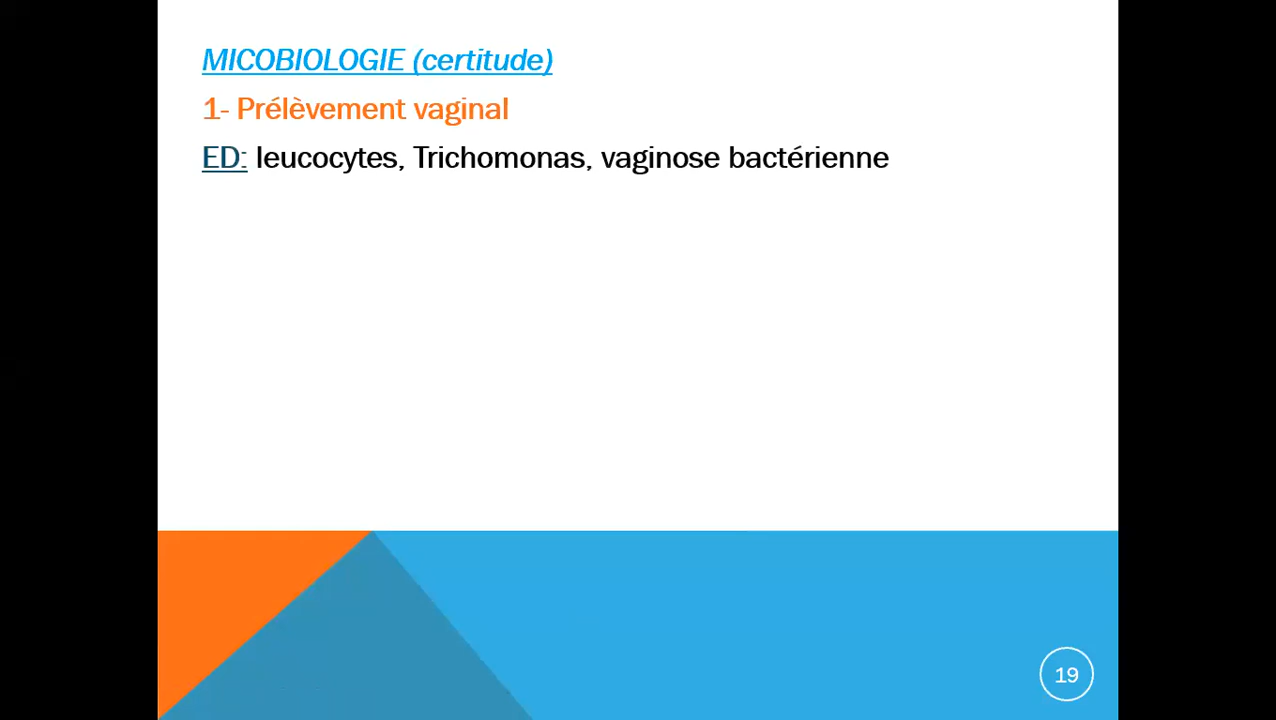 MICOBIOLOGIE (certitude)
1- Prélèvement vaginal
ED: leucocytes, Trichomonas, vaginose bactérienne
19